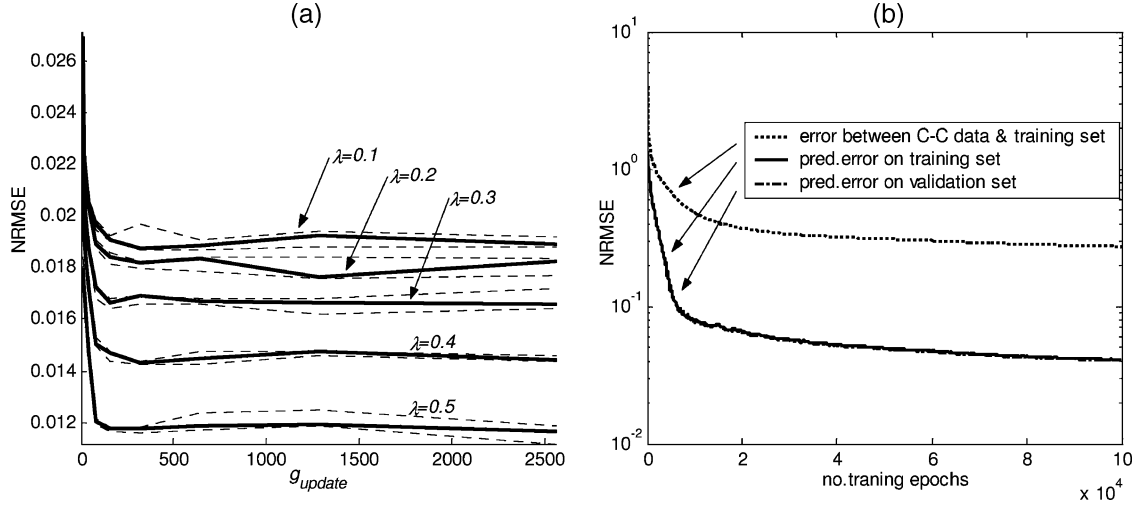 (a)
NRMSE
0.026
0.024
0.022
0.02
0.018
0.016
0.014
0.012
λ=0.1
λ=0.2
λ=0.3
λ=0.4
λ=0.5
0 500 1000 1500 2000 2500
g_update
(b)
NRMSE
10^1
10^0
10^-1
10^-2
error between C-C data & training set
pred.error on training set
pred.error on validation set
0 2 4 6 8 10
no.traning epochs
x 10^4